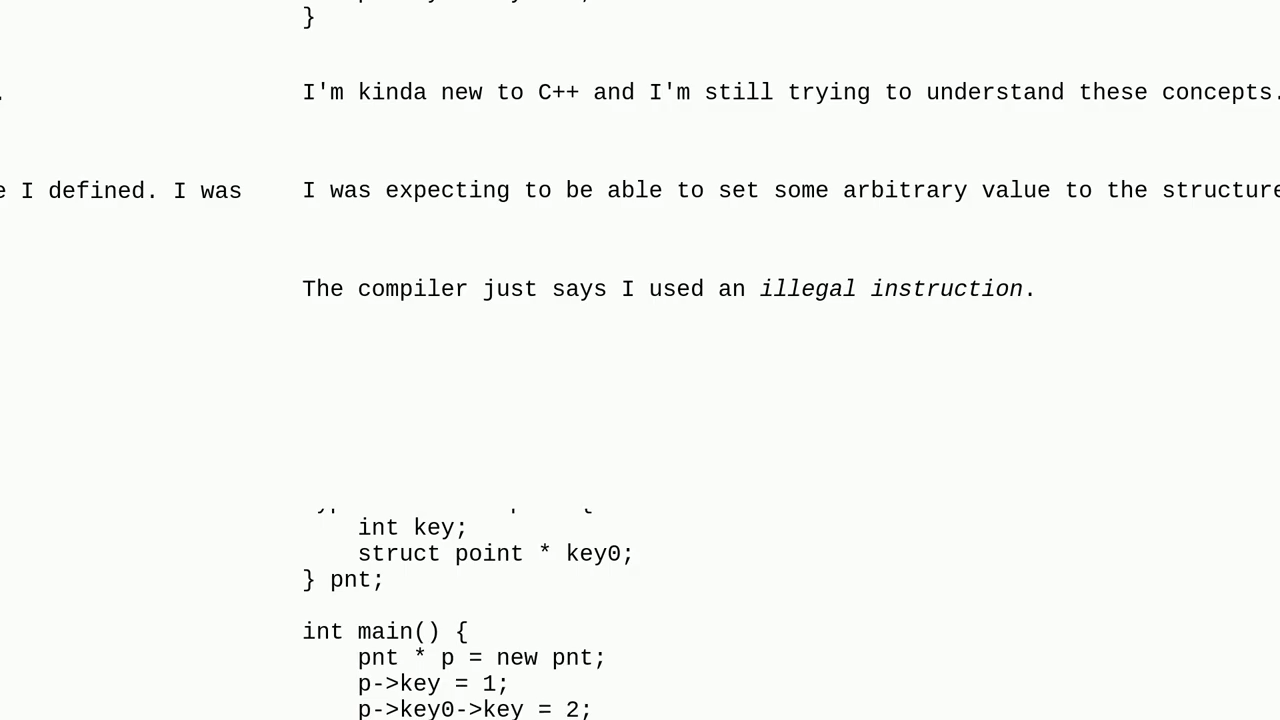 }
.
I'm kinda new to C++ and I'm still trying to understand these concepts.
e I defined. I was
I was expecting to be able to set some arbitrary value to the structure
The compiler just says I used an illegal instruction.
int key;
struct point * key0;
} pnt;
int main() {
pnt * p = new pnt;
p->key = 1;
p->key0->key = 2;